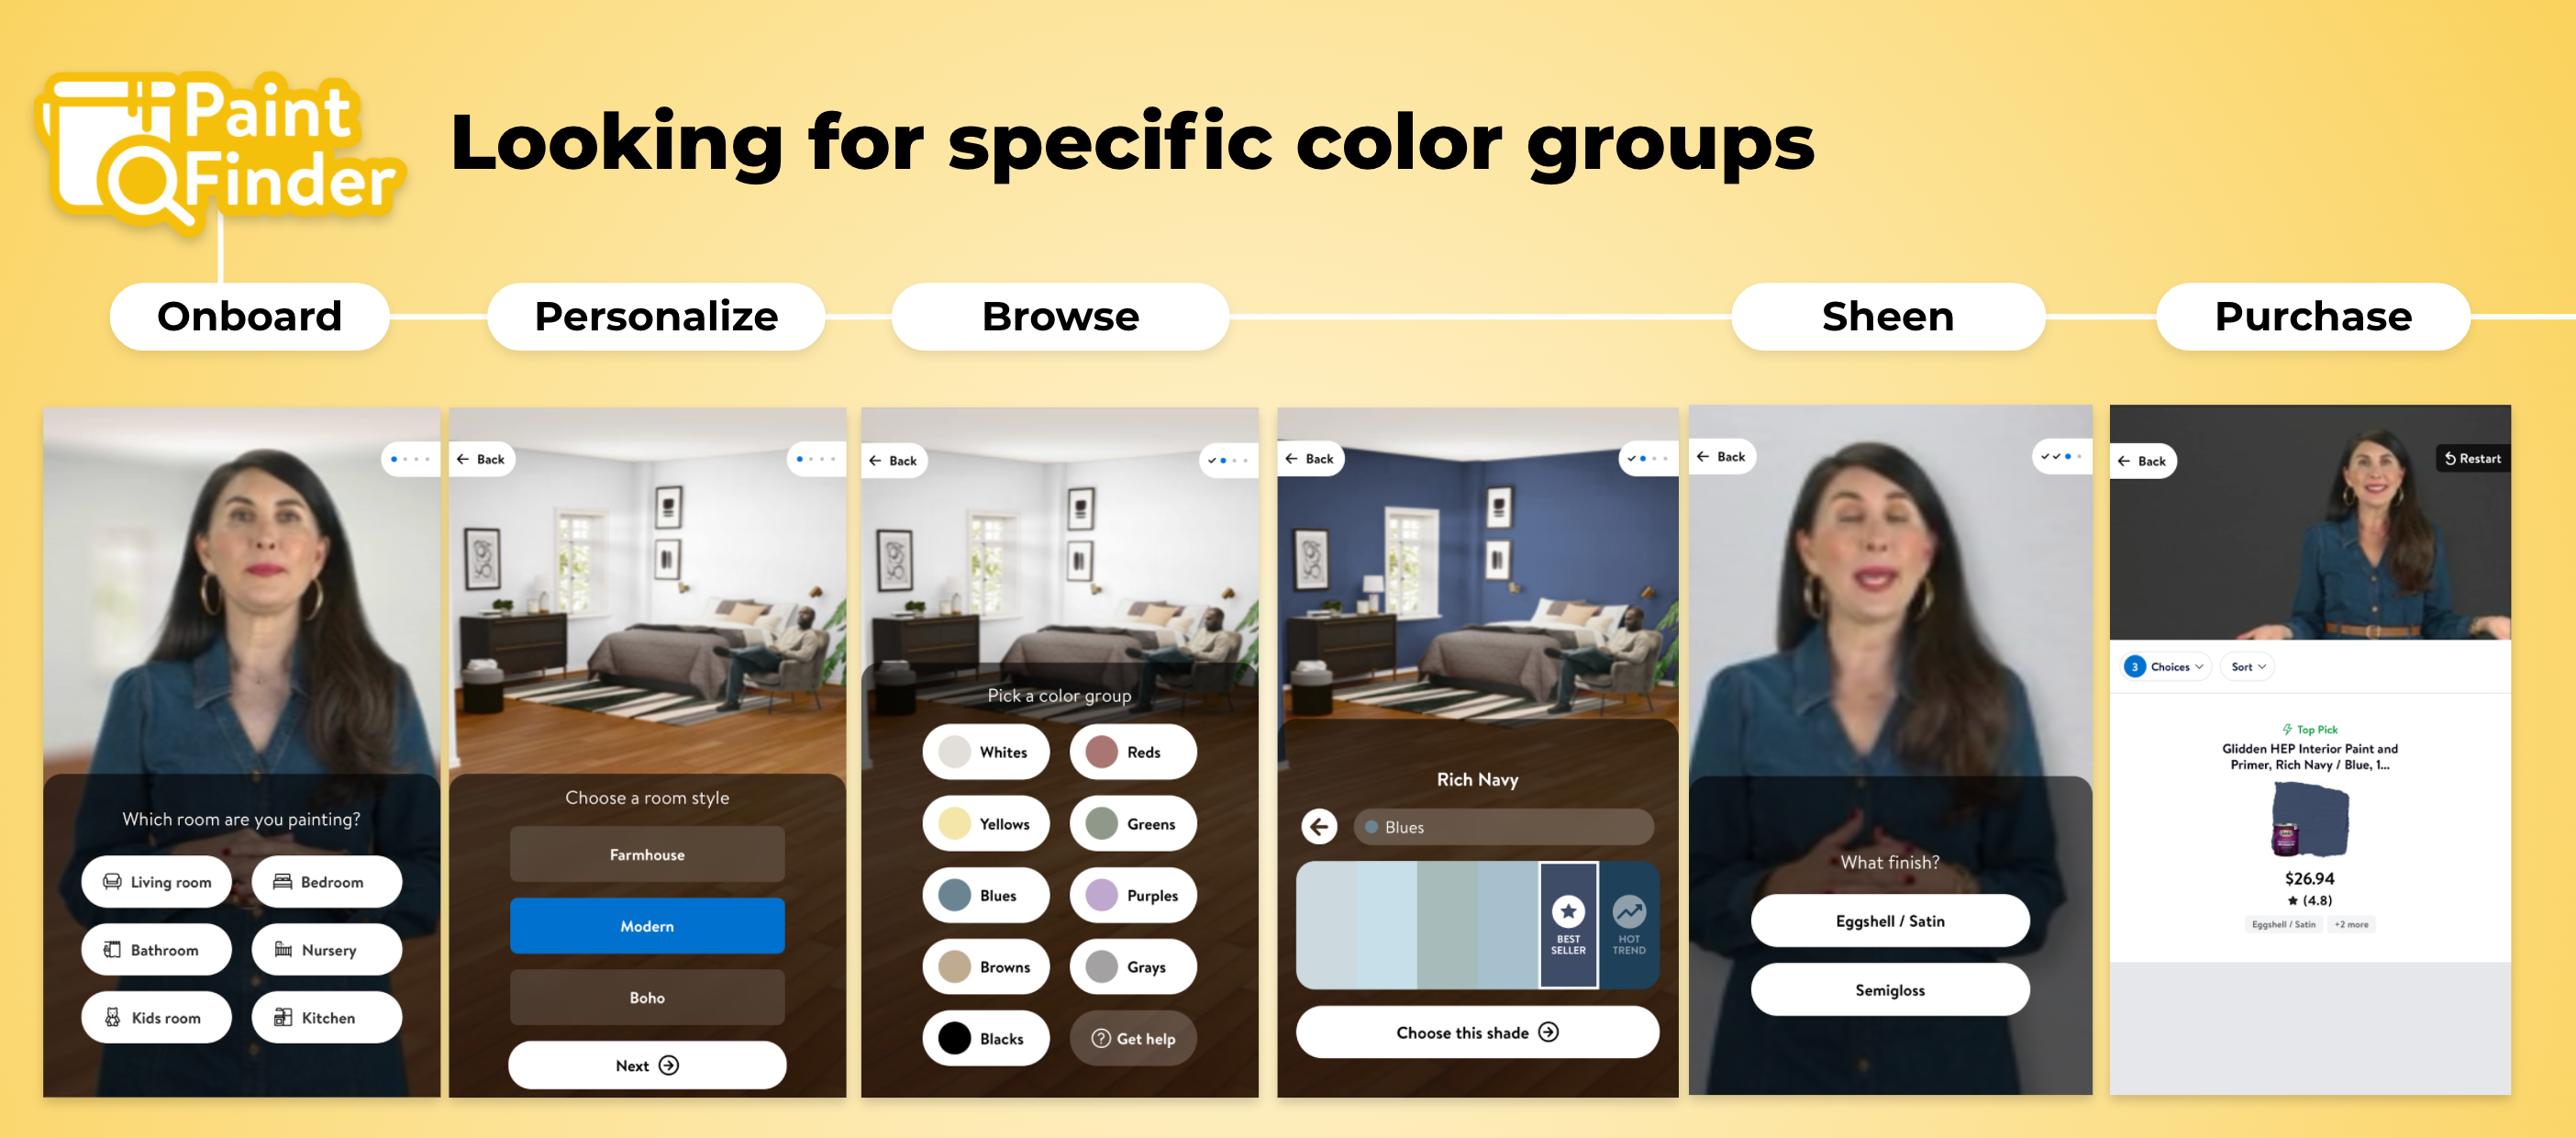 Paint
Finder
Looking for specific color groups
Onboard
Personalize
Browse
Sheen
Purchase
Which room are you painting?
Living room
Bedroom
Bathroom
Nursery
Kids room
Kitchen
Back
Choose a room style
Farmhouse
Modern
Boho
Next
Back
Pick a color group
Whites
Reds
Yellows
Greens
Blues
Purples
Browns
Grays
Blacks
Get help
Back
Rich Navy
Blues
BEST
SELLER
HOT
TREND
Choose this shade
Back
What finish?
Eggshell / Satin
Semigloss
Back
Restart
3 Choices
Sort
Top Pick
Glidden HEP Interior Paint and
Primer, Rich Navy / Blue, 1...
$26.94
(4.8)
Eggshell / Satin
+2 more